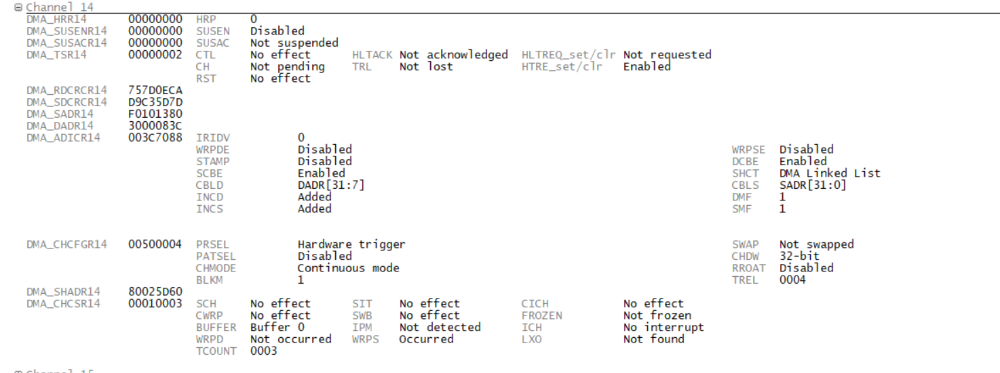 Channel 14
DMA_HRR14 00000000 HRP 0
DMA_SUSENR14 00000000 SUSEN Disabled
DMA_SUSACR14 00000000 SUSAC Not suspended
DMA_TSR14 00000002 CTL No effect HLTACK Not acknowledged HLTREQ_set/clr Not requested
CH Not pending TRL Not lost HTRE_set/clr Enabled
RST No effect
DMA_RDCRCR14 757D0ECA
DMA_SDCRCR14 D9C35D7D
DMA_SADR14 F0101380
DMA_DADR14 3000083C
DMA_ADICR14 003C7088 IRIDV 0
WRPDE Disabled WRPSE Disabled
STAMP Disabled DCBE Enabled
SCBE Enabled SHCT DMA Linked List
CBLD DADR[31:7] CBLS SADR[31:0]
INCD Added DMF 1
INCS Added SMF 1
DMA_CHCFGR14 00500004 PRSEL Hardware trigger SWAP Not swapped
PATSEL Disabled CHDW 32-bit
CHMODE Continuous mode RROAT Disabled
BLKM 1 TREL 0004
DMA_SHADR14 80025D60
DMA_CHCSR14 00010003 SCH No effect SIT No effect CICH No effect
CWRP No effect SWB No effect FROZEN Not frozen
BUFFER Buffer 0 IPM Not detected ICH No interrupt
WRPD Not occurred WRPS Occurred LXO Not found
TCOUNT 0003
Channel 15